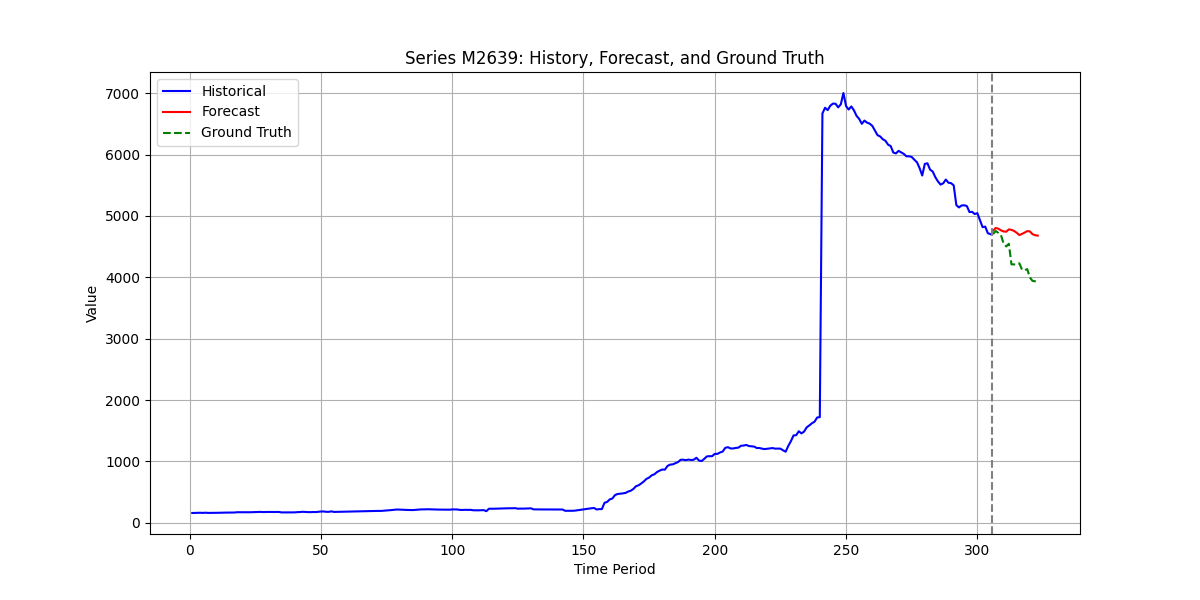 Series M2639: History, Forecast, and Ground Truth
Historical
Forecast
Ground Truth
7000
6000
5000
4000
3000
2000
1000
0
Value
0 50 100 150 200 250 300
Time Period